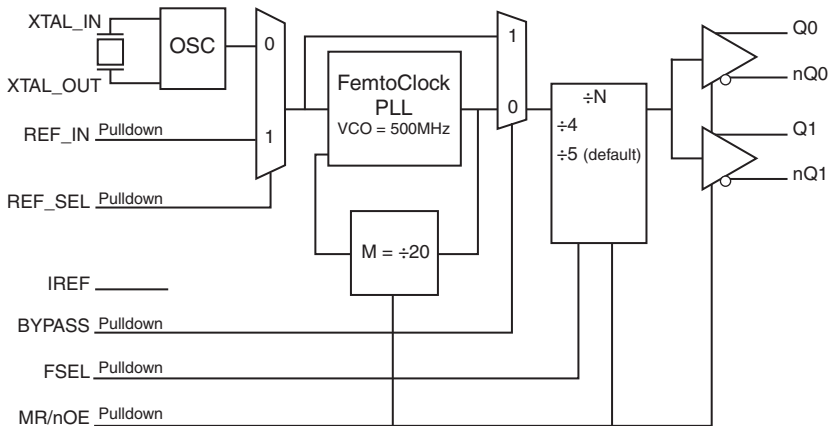 XTAL_IN
OSC
XTAL_OUT
0
1
REF_IN Pulldown
REF_SEL Pulldown
FemtoClock
PLL
VCO = 500MHz
M = ÷20
1
0
÷N
÷4
÷5 (default)
Q0
nQ0
Q1
nQ1
IREF
BYPASS Pulldown
FSEL Pulldown
MR/nOE Pulldown